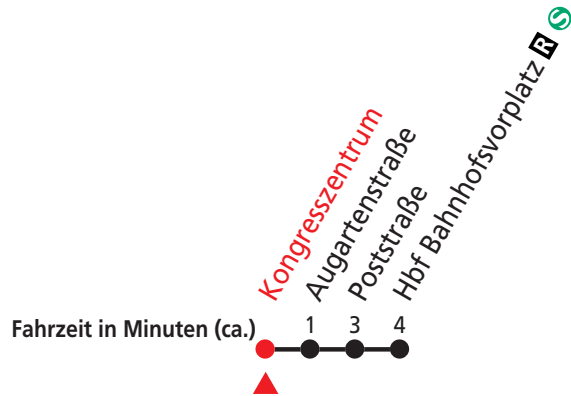 Kongresszentrum
Augartenstraße
Poststraße
Hbf Bahnhofsvorplatz R S
Fahrzeit in Minuten (ca.) 1 3 4